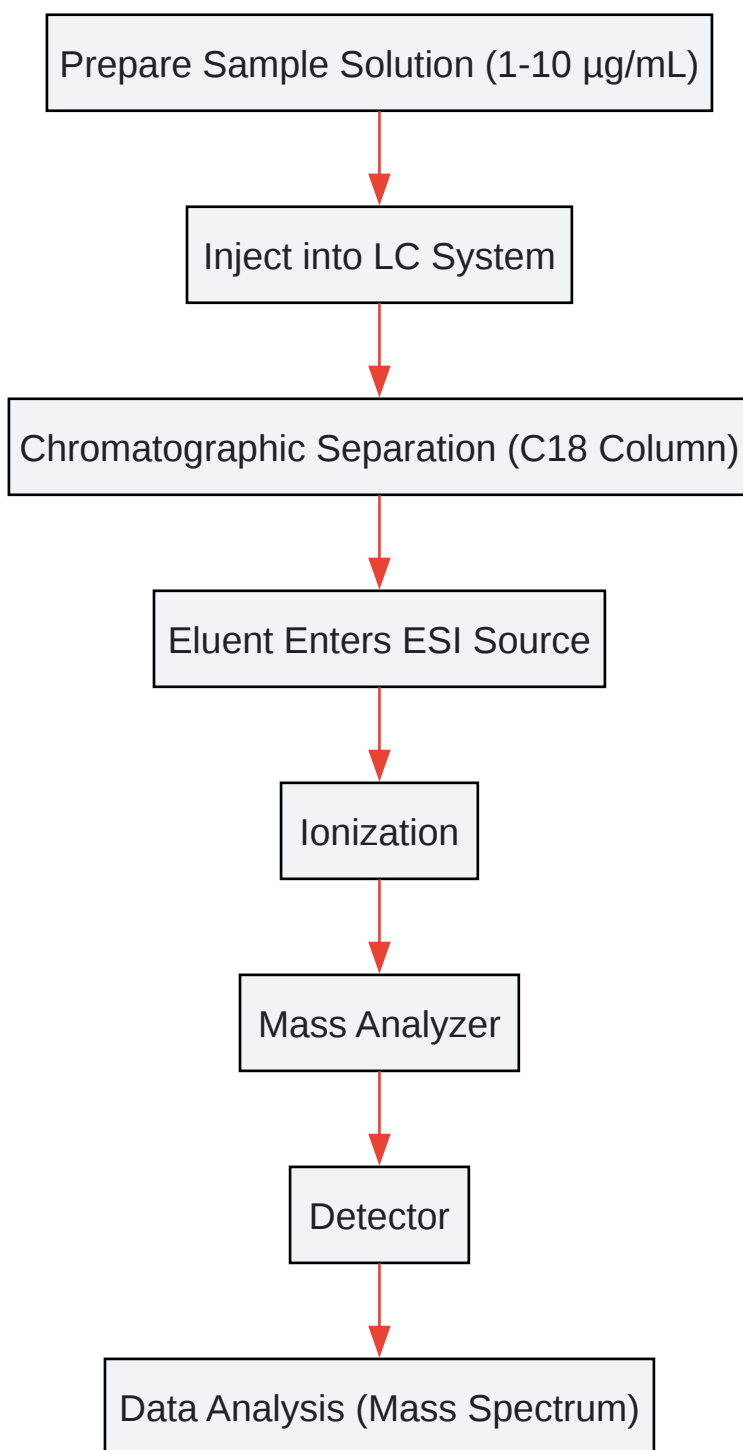 Prepare Sample Solution (1-10 µg/mL)
Inject into LC System
Chromatographic Separation (C18 Column)
Eluent Enters ESI Source
Ionization
Mass Analyzer
Detector
Data Analysis (Mass Spectrum)